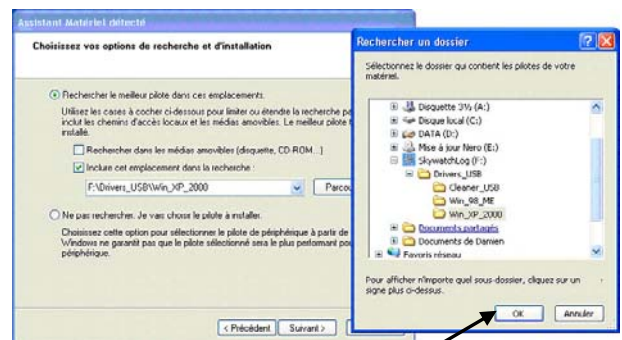 Assistant Matériel détecté
Choisissez vos options de recherche et d'installation
Rechercher le meilleur pilote dans ces emplacements.
Utilisez les cases à cocher ci-dessous pour limiter ou étendre la recherche
inclut les chemins d'accès locaux et les médias amovibles. Le meilleur pilote
installé.
Rechercher dans les médias amovibles (disquette, CD-ROM...)
Inclure cet emplacement dans la recherche :
F:\Drivers_USB\Win_XP_2000
Parcou
Ne pas rechercher. Je vais choisir le pilote à installer.
Choisissez cette option pour sélectionner le pilote de périphérique à partir de
Windows ne garantit pas que le pilote sélectionné sera le plus performant
périphérique.
< Précédent
Suivant >
Rechercher un dossier
Sélectionnez le dossier qui contient les pilotes de votre
matériel.
Disquette 3½ (A:)
Disque local (C:)
DATA (D:)
Mise à jour Nero (E:)
SkywatchLog (F:)
Drivers_USB
Cleaner_USB
Win_98_ME
Win_XP_2000
Documents partagés
Documents de Damien
Favoris réseau
Pour afficher n'importe quel sous-dossier, cliquez sur un
signe plus ci-dessus.
OK
Annuler